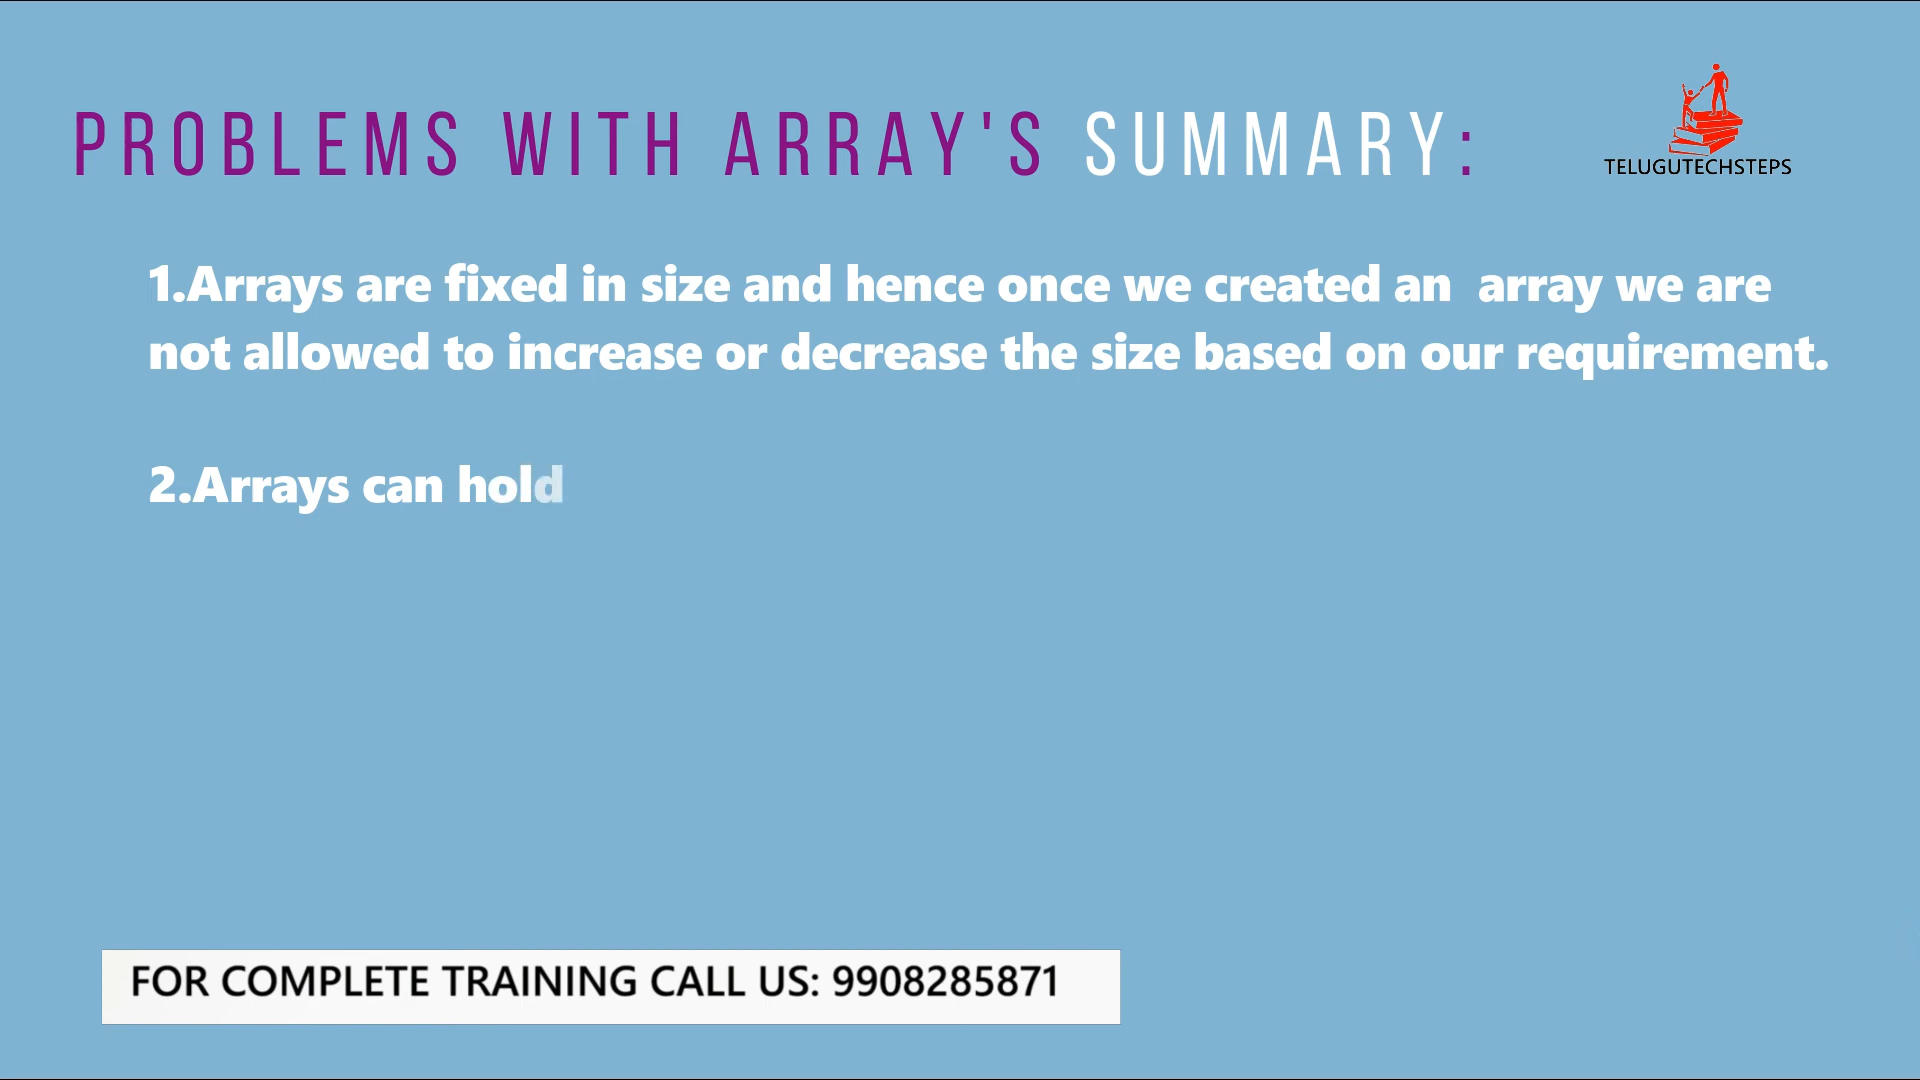 PROBLEMS WITH ARRAY'S SUMMARY:
TELUGUTECHSTEPS
1.Arrays are fixed in size and hence once we created an  array we are
not allowed to increase or decrease the size based on our requirement.
2.Arrays can hold
FOR COMPLETE TRAINING CALL US: 9908285871